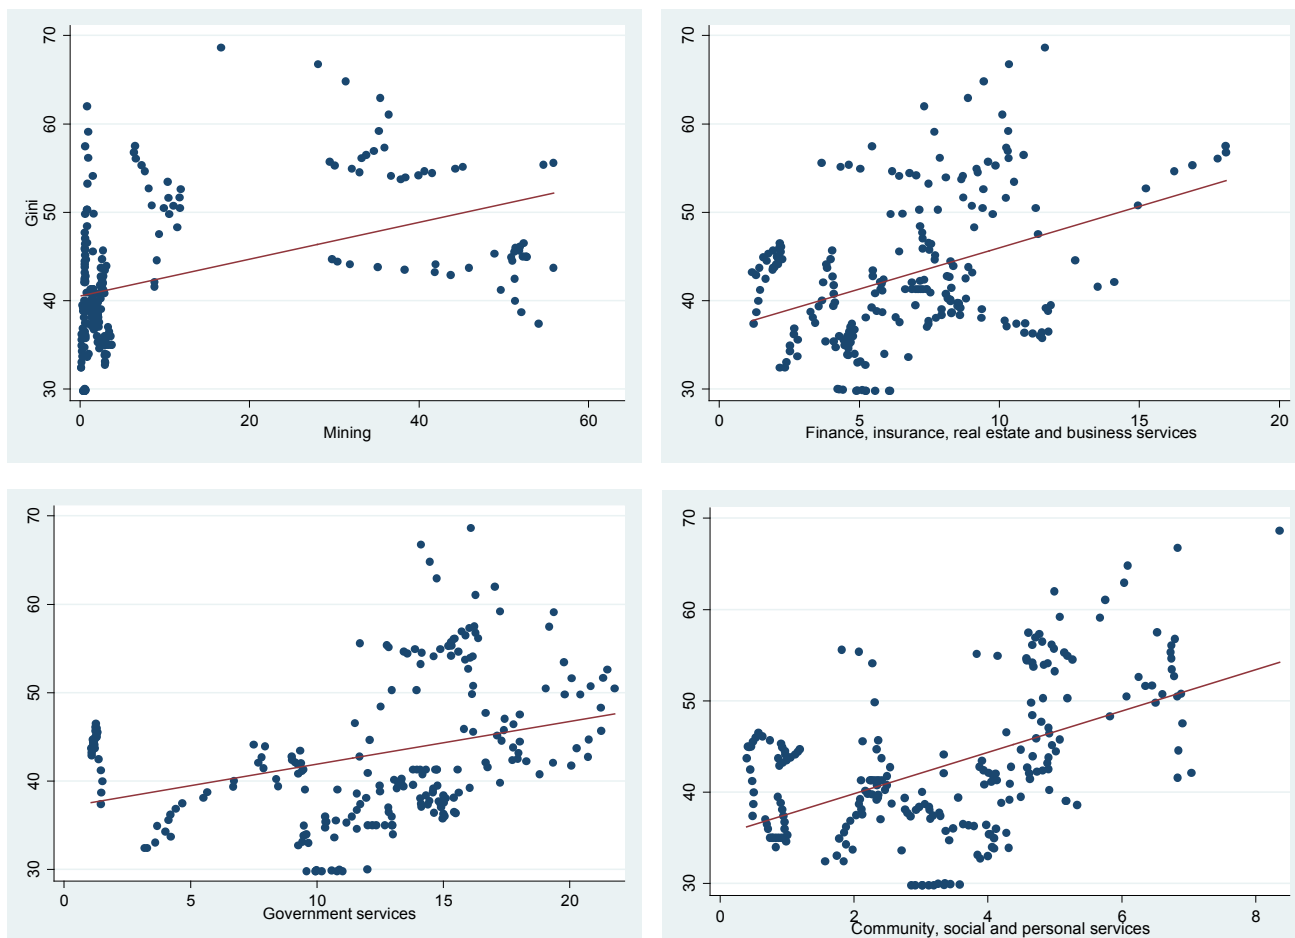 70
60
50
40
30
Gini
0 20 40 60
Mining
70
60
50
40
30
0 5 10 15 20
Finance, insurance, real estate and business services
70
60
50
40
30
0 5 10 15 20
Government services
70
60
50
40
30
0 2 4 6 8
Community, social and personal services